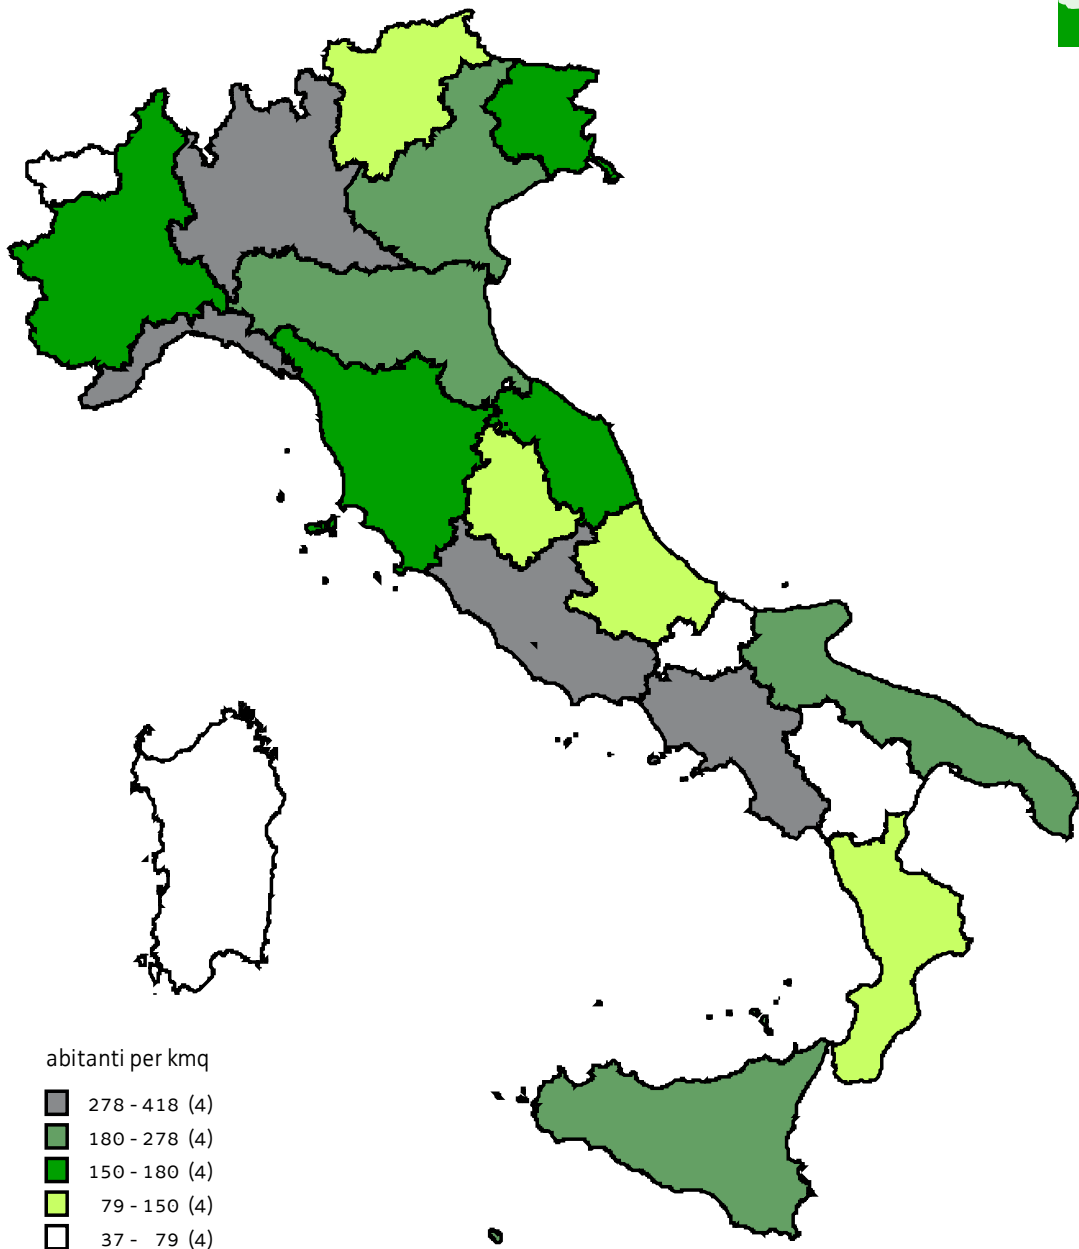 abitanti per kmq
278 - 418 (4)
180 - 278 (4)
150 - 180 (4)
79 - 150 (4)
37 - 79 (4)